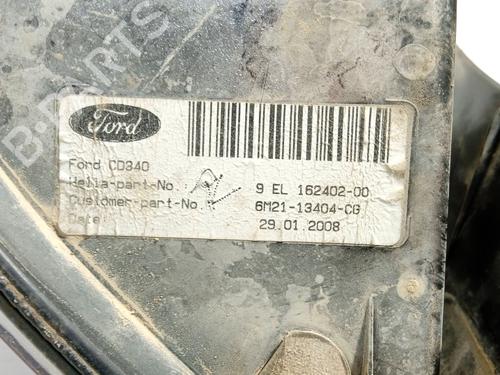 B-PARTS
Ford
Ford CD340
Hella-part-No.: 9 EL 162402-00
Customer-part-No.: 6M21-13404-CG
Date: 29.01.2008